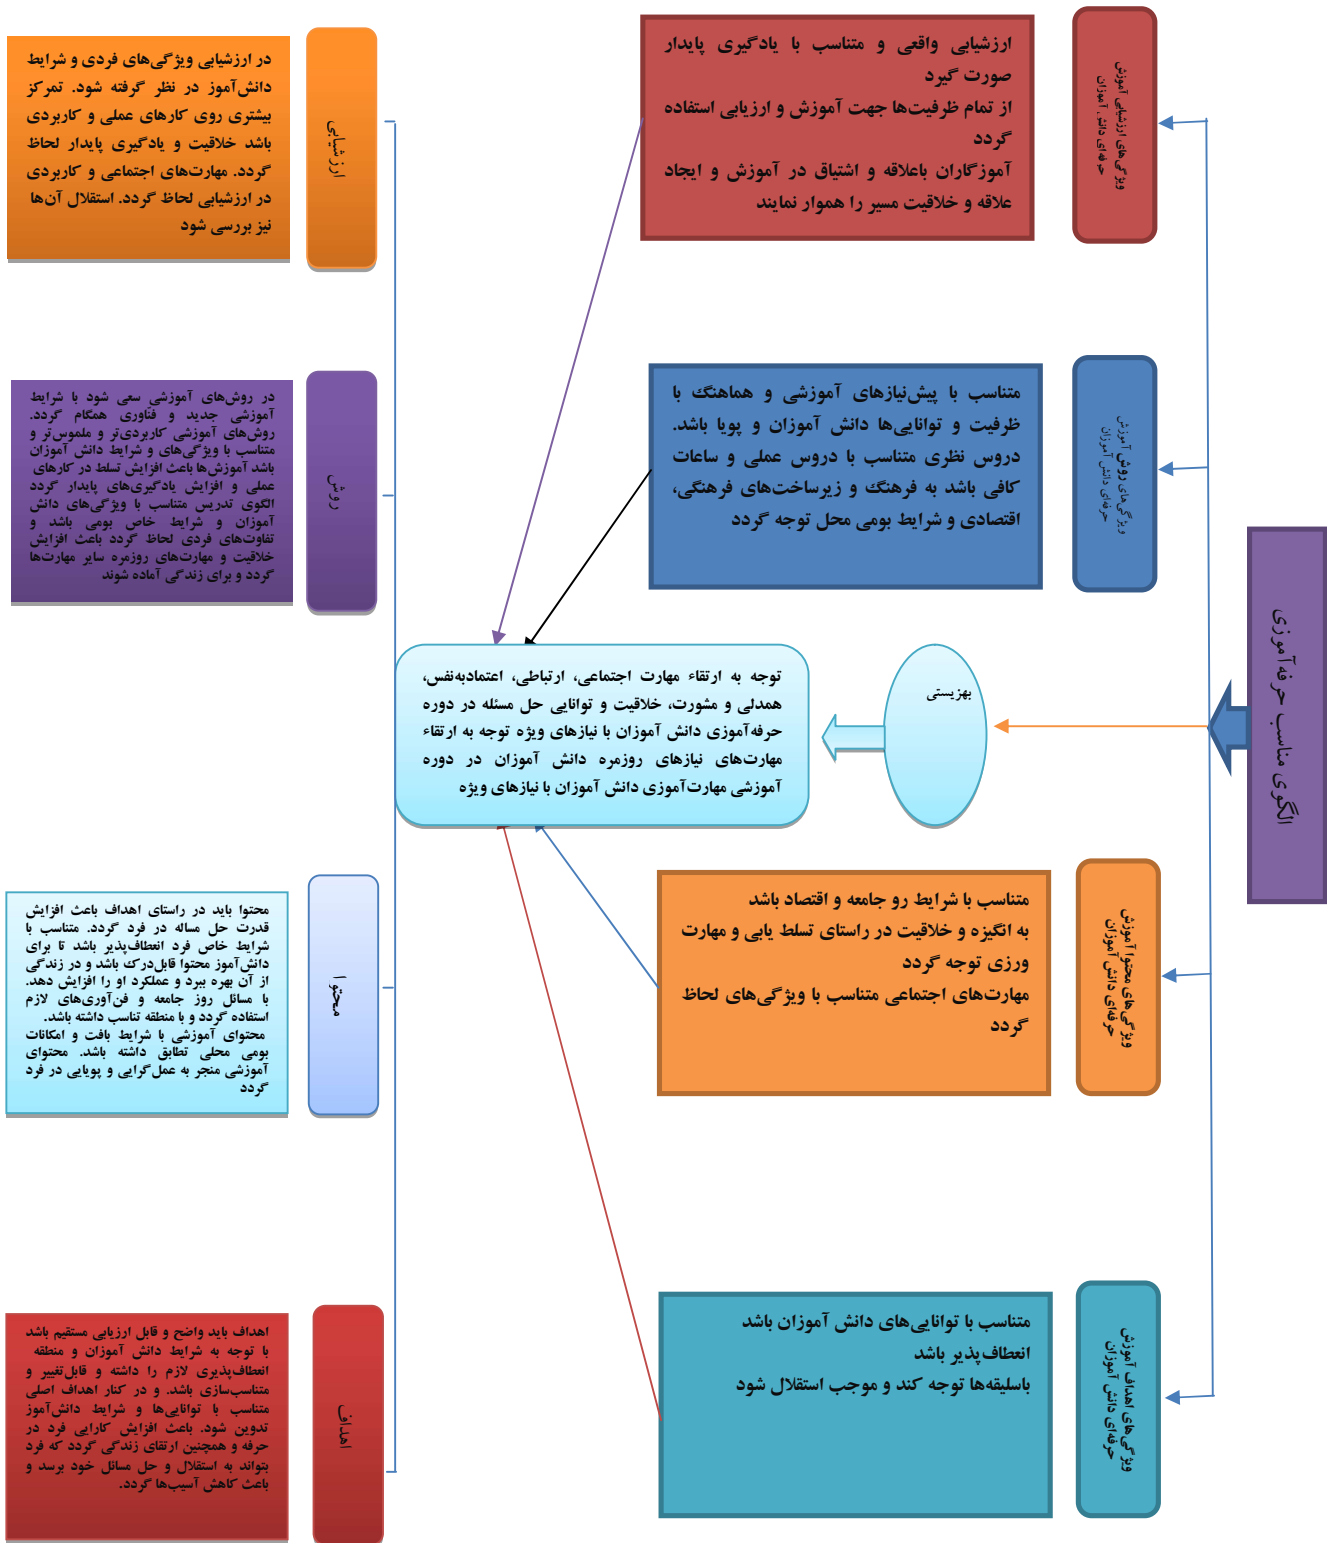 الگوی مناسب حرفه‌آموزی
ویژگی‌های ارزشیابی آموزش
حرفه‌ای دانش آموزان
ارزشیابی واقعی و متناسب با یادگیری پایدار
صورت گیرد
از تمام ظرفیت‌ها جهت آموزش و ارزیابی استفاده
گردد
آموزگاران باعلاقه و اشتیاق در آموزش و ایجاد
علاقه و خلاقیت مسیر را هموار نمایند
ویژگی‌های روش آموزش
حرفه‌ای دانش آموزان
متناسب با پیش‌نیازهای آموزشی و هماهنگ با
ظرفیت و توانایی‌ها دانش آموزان و پویا باشد.
دروس نظری متناسب با دروس عملی و ساعات
کافی باشد به فرهنگ و زیرساخت‌های فرهنگی،
اقتصادی و شرایط بومی محل توجه گردد
بهزیستی
توجه به ارتقاء مهارت اجتماعی، ارتباطی، اعتمادبه‌نفس،
همدلی و مشورت، خلاقیت و توانایی حل مسئله در دوره
حرفه‌آموزی دانش آموزان با نیازهای ویژه توجه به ارتقاء
مهارت‌های نیازهای روزمره دانش آموزان در دوره
آموزشی مهارت‌آموزی دانش آموزان با نیازهای ویژه
ویژگی‌های محتوا آموزش
حرفه‌ای دانش آموزان
متناسب با شرایط رو جامعه و اقتصاد باشد
به انگیزه و خلاقیت در راستای تسلط یابی و مهارت
ورزی توجه گردد
مهارت‌های اجتماعی متناسب با ویژگی‌های لحاظ
گردد
ویژگی‌های اهداف آموزش
حرفه‌ای دانش آموزان
متناسب با توانایی‌های دانش آموزان باشد
انعطاف‌پذیر باشد
باسلیقه‌ها توجه کند و موجب استقلال شود
ارزشیابی
در ارزشیابی ویژگی‌های فردی و شرایط
دانش‌آموز در نظر گرفته شود. تمرکز
بیشتری روی کارهای عملی و کاربردی
باشد خلاقیت و یادگیری پایدار لحاظ
گردد. مهارت‌های اجتماعی و کاربردی
در ارزشیابی لحاظ گردد. استقلال آن‌ها
نیز بررسی شود
روش
در روش‌های آموزشی سعی شود با شرایط
آموزشی جدید و فنّاوری همگام گردد.
روش‌های آموزشی کاربردی‌تر و ملموس‌تر و
متناسب با ویژگی‌های و شرایط دانش آموزان
باشد آموزش‌ها باعث افزایش تسلط در کارهای
عملی و افزایش یادگیری‌های پایدار گردد
الگوی تدریس متناسب با ویژگی‌های دانش
آموزان و شرایط خاص بومی باشد و
تفاوت‌های فردی لحاظ گردد باعث افزایش
خلاقیت و مهارت‌های روزمره سایر مهارت‌ها
گردد و برای زندگی آماده شوند
محتوا
محتوا باید در راستای اهداف باعث افزایش
قدرت حل مساله در فرد گردد. متناسب با
شرایط خاص فرد انعطاف‌پذیر باشد تا برای
دانش‌آموز محتوا قابل‌درک باشد و در زندگی
از آن بهره ببرد و عملکرد او را افزایش دهد.
با مسائل روز جامعه و فن‌آوری‌های لازم
استفاده گردد و با منطقه تناسب داشته باشد.
محتوای آموزشی با شرایط بافت و امکانات
بومی محلی تطابق داشته باشد. محتوای
آموزشی منجر به عمل‌گرایی و پویایی در فرد
گردد
اهداف
اهداف باید واضح و قابل ارزیابی مستقیم باشد
با توجه به شرایط دانش آموزان و منطقه
انعطاف‌پذیری لازم را داشته و قابل‌تغییر و
متناسب‌سازی باشد. و در کنار اهداف اصلی
متناسب با توانایی‌ها و شرایط دانش‌آموز
تدوین شود. باعث افزایش کارایی فرد در
حرفه و همچنین ارتقای زندگی گردد که فرد
بتواند به استقلال و حل مسائل خود برسد و
باعث کاهش آسیب‌ها گردد.